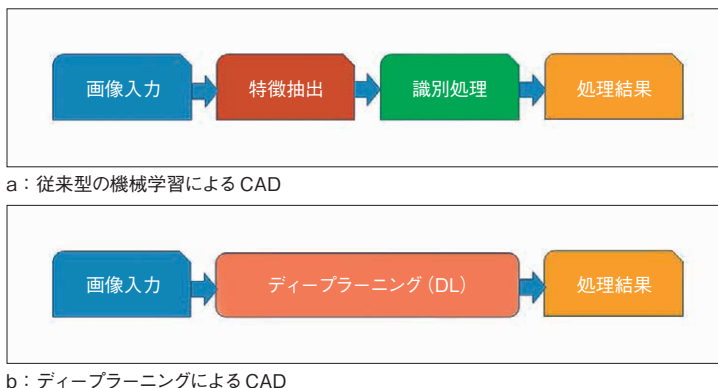 画像入力 特徴抽出 識別処理 処理結果
a：従来型の機械学習によるCAD
画像入力 ディープラーニング（DL） 処理結果
b：ディープラーニングによるCAD